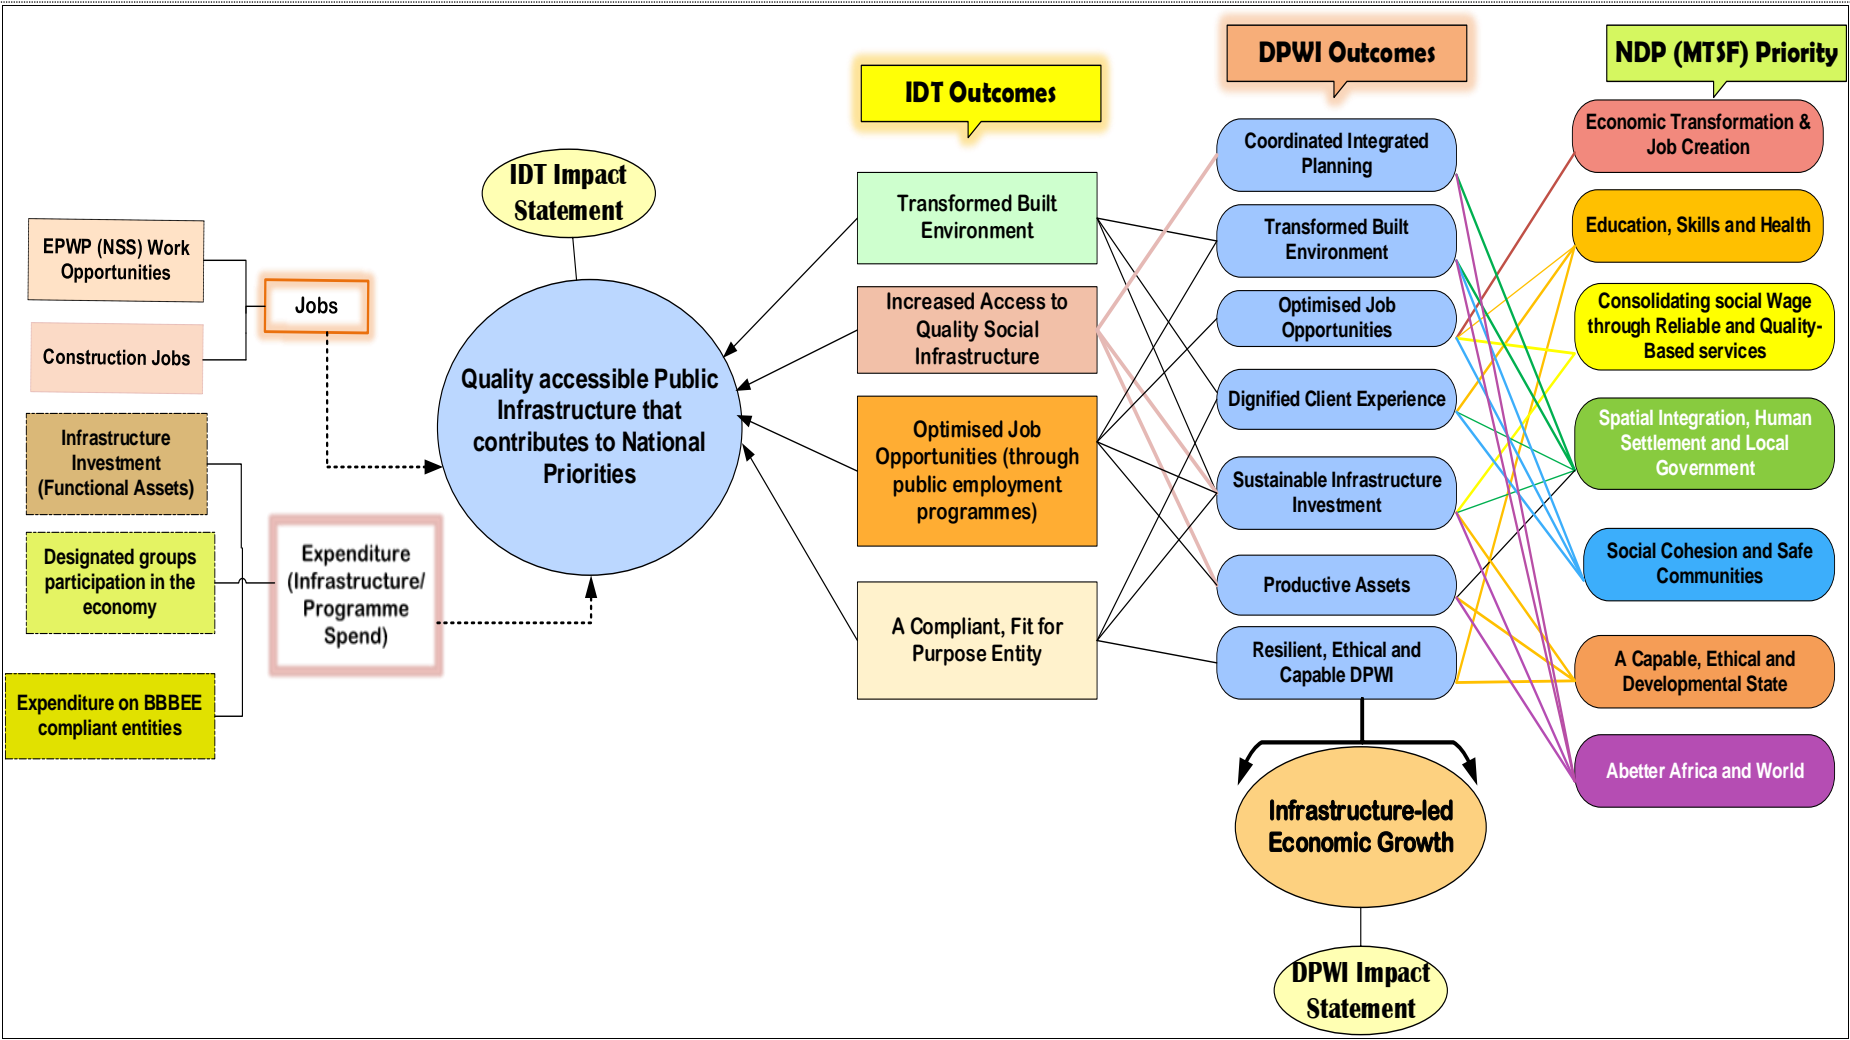 EPWP (NSS) Work
Opportunities
Construction Jobs
Jobs
Infrastructure
Investment
(Functional Assets)
Designated groups
participation in the
economy
Expenditure on BBBEE
compliant entities
Expenditure
(Infrastructure/
Programme
Spend)
IDT Impact
Statement
Quality accessible Public
Infrastructure that
contributes to National
Priorities
IDT Outcomes
Transformed Built
Environment
Increased Access to
Quality Social
Infrastructure
Optimised Job
Opportunities (through
public employment
programmes)
A Compliant, Fit for
Purpose Entity
DPWI Outcomes
Coordinated Integrated
Planning
Transformed Built
Environment
Optimised Job
Opportunities
Dignified Client Experience
Sustainable Infrastructure
Investment
Productive Assets
Resilient, Ethical and
Capable DPWI
Infrastructure-led
Economic Growth
DPWI Impact
Statement
NDP (MTSF) Priority
Economic Transformation &
Job Creation
Education, Skills and Health
Consolidating social Wage
through Reliable and Quality-
Based services
Spatial Integration, Human
Settlement and Local
Government
Social Cohesion and Safe
Communities
A Capable, Ethical and
Developmental State
Abetter Africa and World